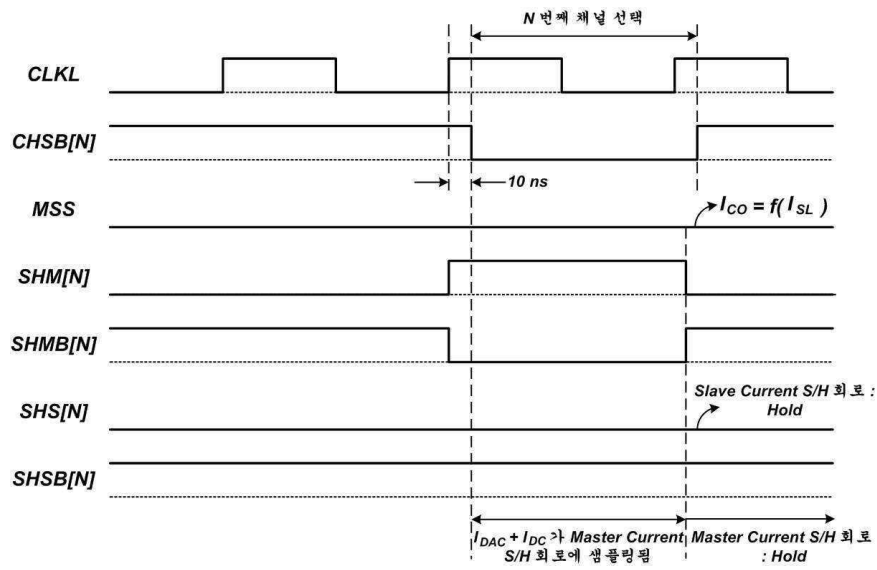 N 번째 채널 선택
CLKL
CHSB[N]
10 ns
MSS
I_CO = f( I_SL )
SHM[N]
SHMB[N]
SHS[N]
Slave Current S/H 회로 :
Hold
SHSB[N]
I_DAC + I_DC 가 Master Current
S/H 회로에 샘플링됨
Master Current S/H 회로
: Hold